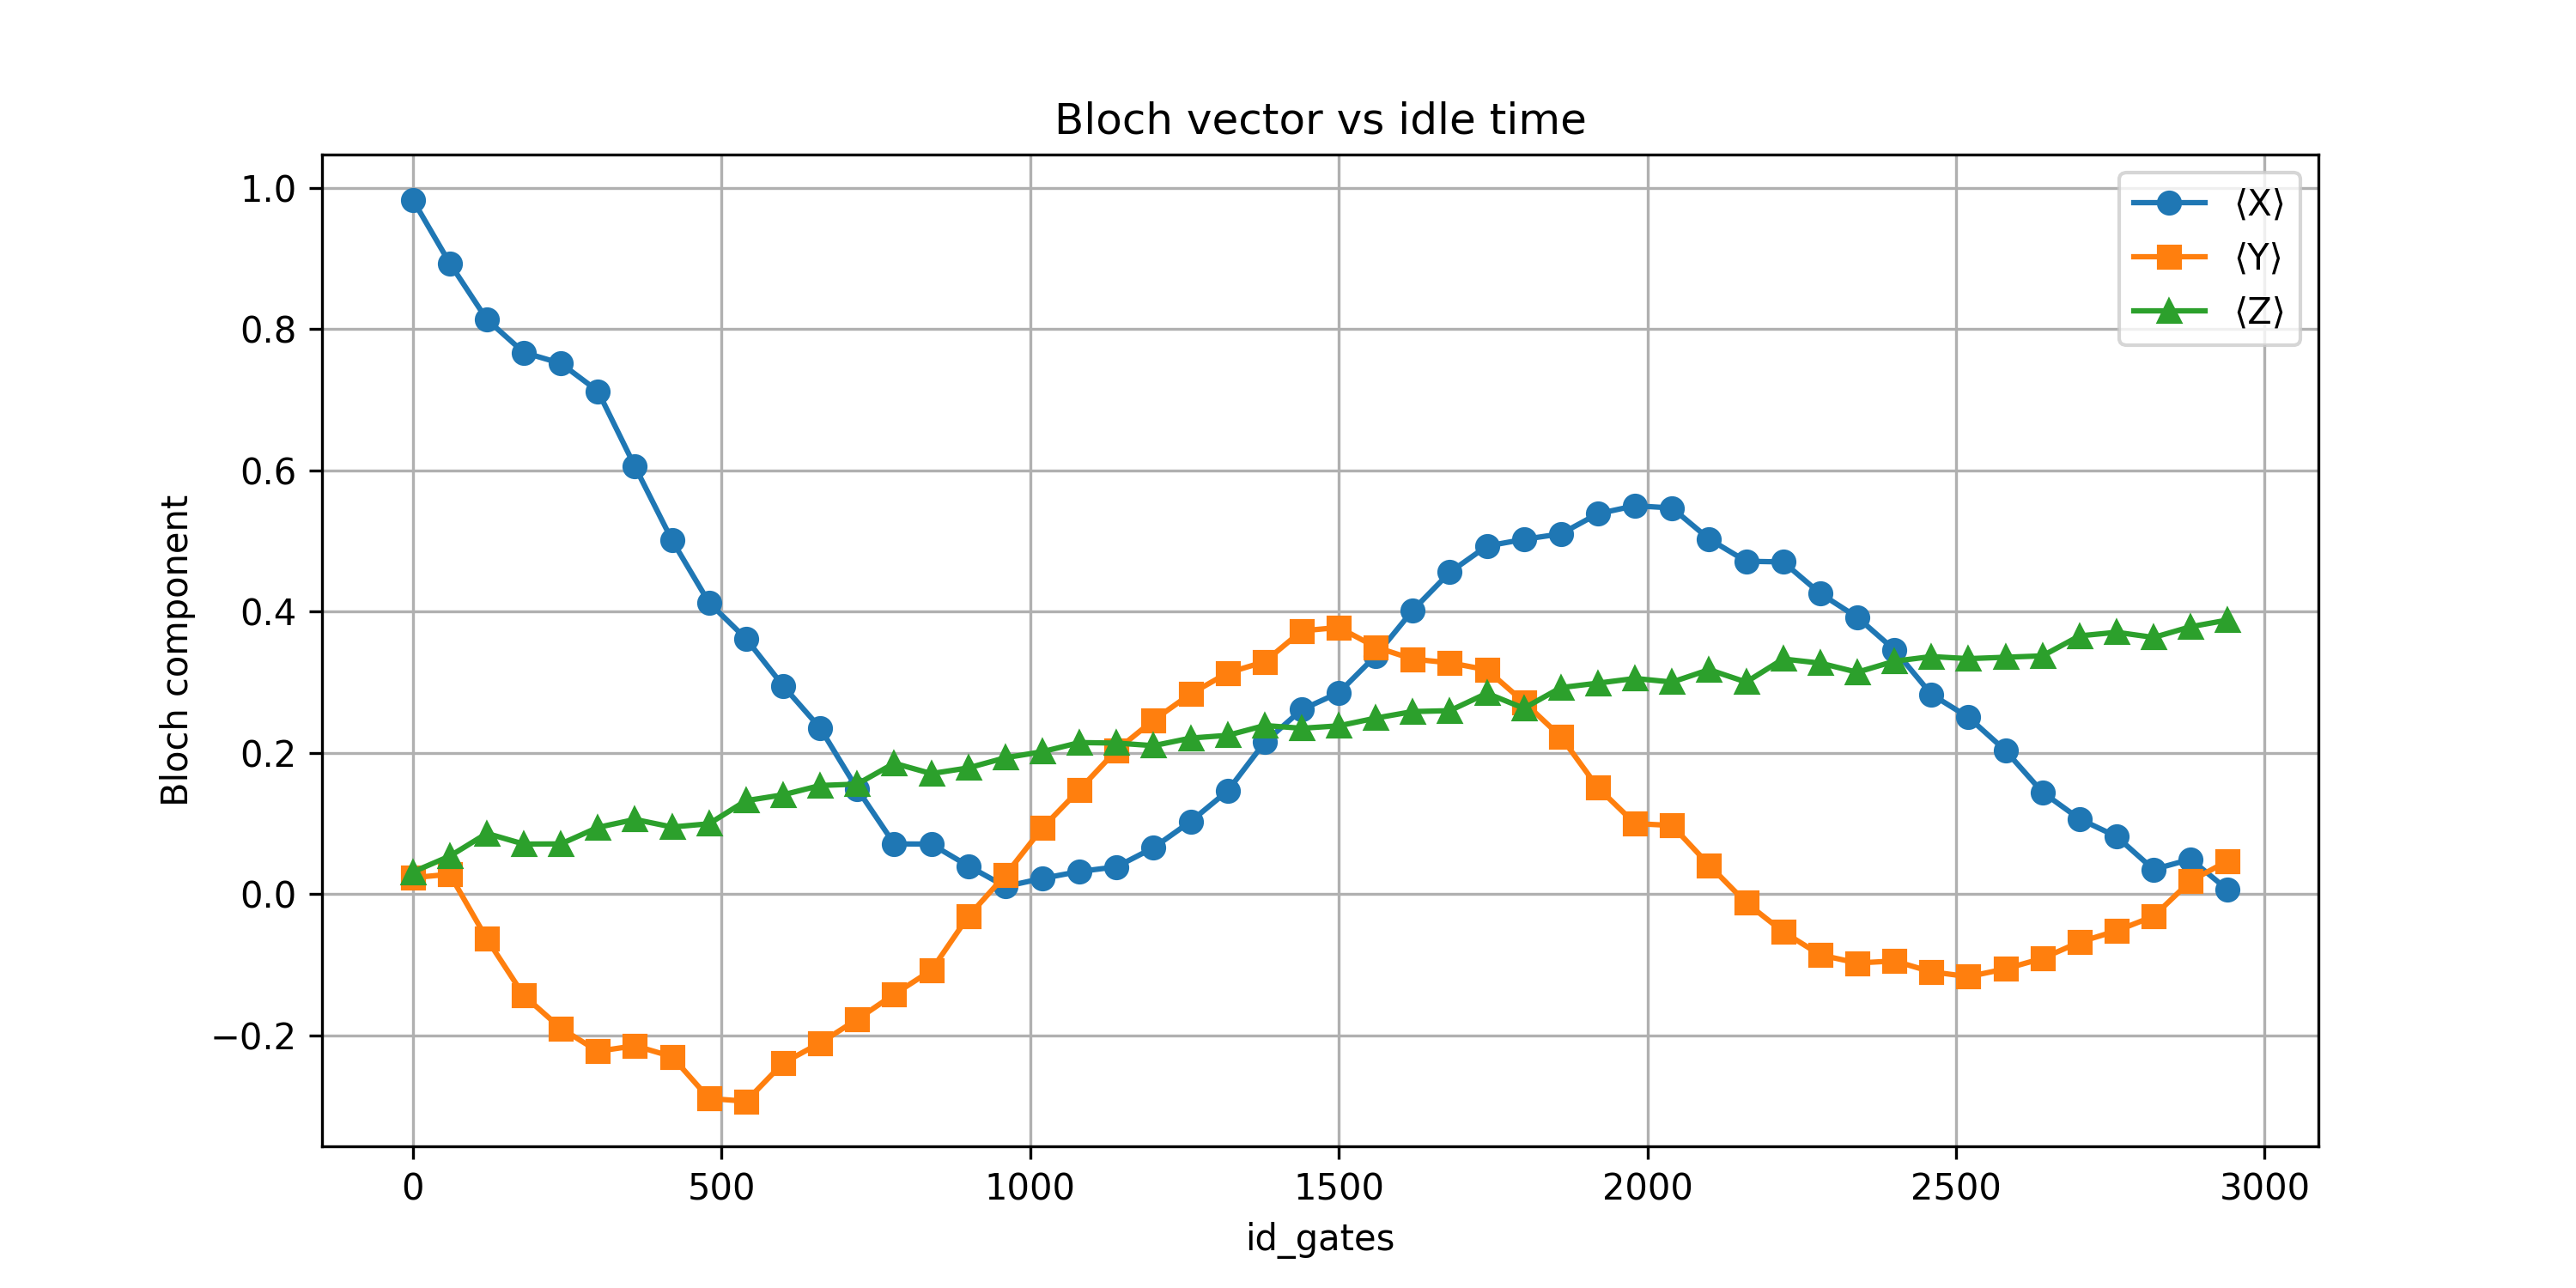 Bloch vector vs idle time
⟨X⟩
⟨Y⟩
⟨Z⟩
1.0
0.8
0.6
0.4
0.2
0.0
−0.2
Bloch component
0 500 1000 1500 2000 2500 3000
id_gates